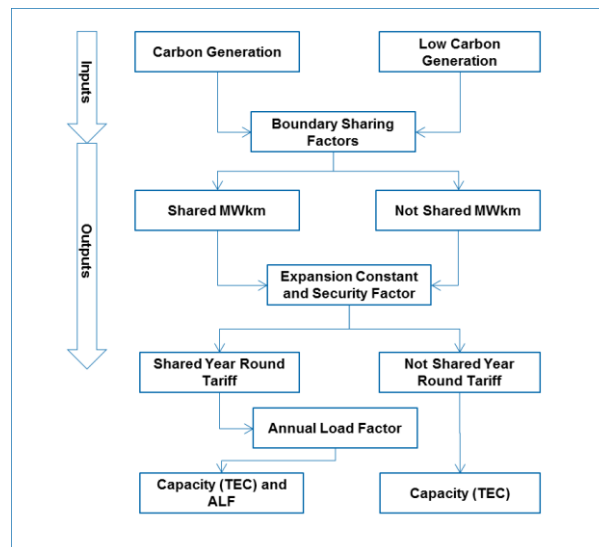 Inputs
Carbon Generation
Low Carbon
Generation
Boundary Sharing
Factors
Outputs
Shared MWkm
Not Shared MWkm
Expansion Constant
and Security Factor
Shared Year Round
Tariff
Not Shared Year
Round Tariff
Annual Load Factor
Capacity (TEC) and
ALF
Capacity (TEC)